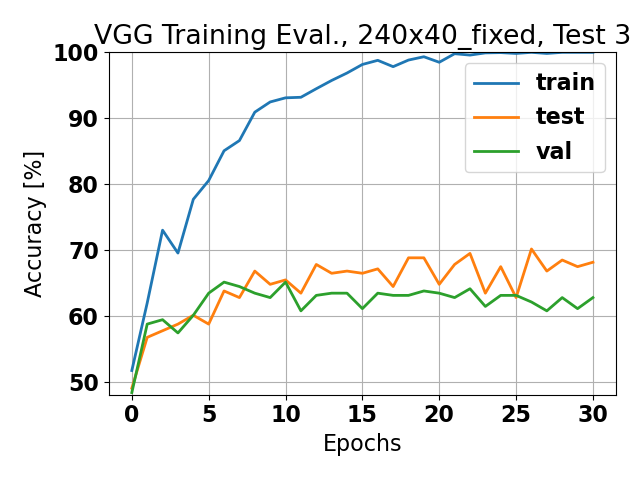 VGG Training Eval., 240x40_fixed, Test 3
100
90
80
70
60
50
Accuracy [%]
train
test
val
0 5 10 15 20 25 30
Epochs